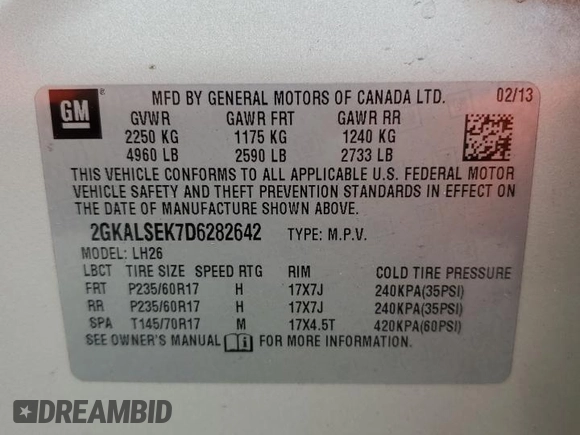 GM
®
MFD BY GENERAL MOTORS OF CANADA LTD. 02/13
GVWR GAWR FRT GAWR RR
2250 KG 1175 KG 1240 KG
4960 LB 2590 LB 2733 LB
THIS VEHICLE CONFORMS TO ALL APPLICABLE U.S. FEDERAL MOTOR
VEHICLE SAFETY AND THEFT PREVENTION STANDARDS IN EFFECT ON
THE DATE OF MANUFACTURE SHOWN ABOVE.
2GKALSEK7D6282642 TYPE: M.P.V.
MODEL: LH26
LBCT TIRE SIZE SPEED RTG RIM COLD TIRE PRESSURE
FRT P235/60R17 H 17X7J 240KPA(35PSI)
RR P235/60R17 H 17X7J 240KPA(35PSI)
SPA T145/70R17 M 17X4.5T 420KPA(60PSI)
SEE OWNER'S MANUAL i FOR MORE INFORMATION.
DREAMBID